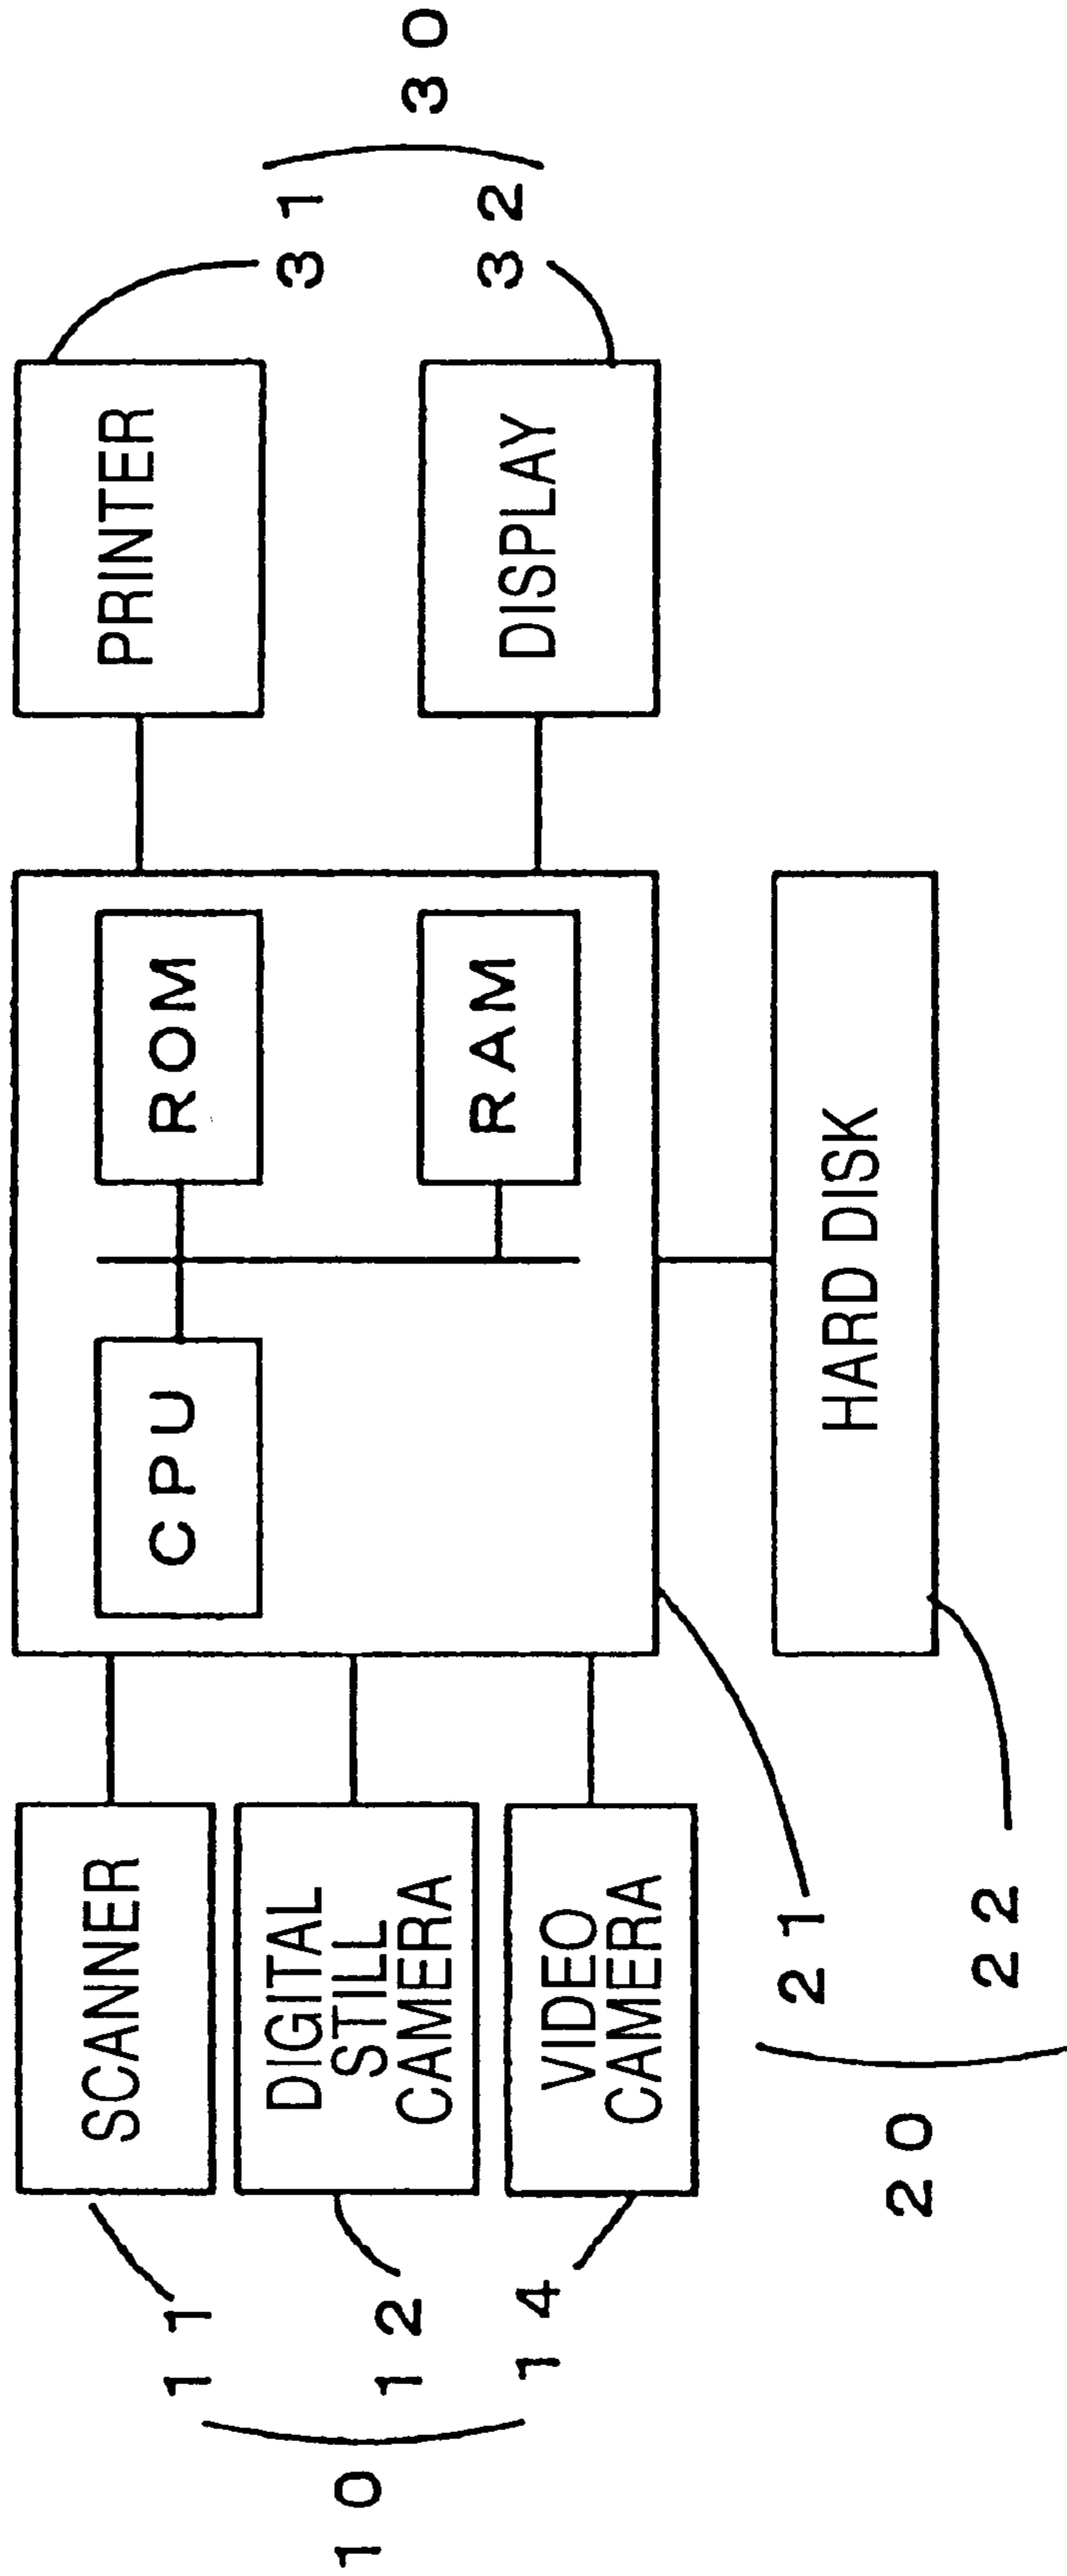 10
11
12
14
SCANNER
DIGITAL
STILL
CAMERA
VIDEO
CAMERA
20
21
22
CPU
ROM
RAM
HARD DISK
PRINTER
DISPLAY
31
32
30